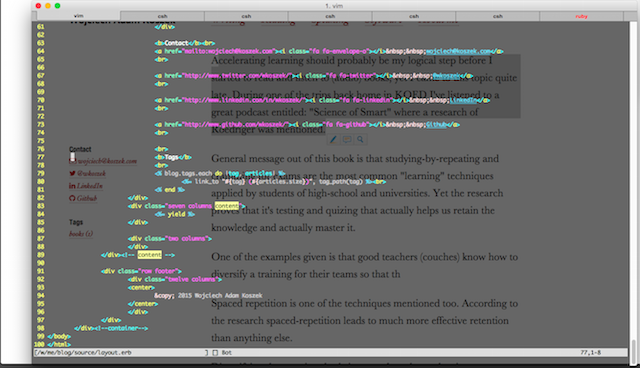 1. vim
vim csh csh csh csh csh ruby
61 </div>
62
63 <b>Contact</b><br>
64 <a href="mailto:wojciech@koszek.com"><i class="fa fa-envelope-o"></i>&nbsp;&nbsp;wojciech@koszek.com</a>
65 <br>
66
67 <a href="http://www.twitter.com/wkoszek/"><i class="fa fa-twitter"></i>&nbsp;&nbsp;@wkoszek</a>
68 <br>
69
70 <a href="http://www.linkedin.com/in/wkoszek/"><i class="fa fa-linkedin"></i>&nbsp;&nbsp;LinkedIn</a>
71 <br>
72
73 <a href="http://github.com/wkoszek/"><i class="fa fa-github"></i>&nbsp;&nbsp;Github</a>
74 <br>
75
76 <br>
77 <b>Tags</b>
78 <br>
79 <% blog.tags.each do |tag, articles| %>
80 <%= link_to "#{tag} (#{articles.size})", tag_path(tag) %><br>
81 <% end %>
82 </div>
83 <div class="seven columns content">
84 <%= yield %>
85 </div>
86
87 <div class="two columns">
88 </div>
89 </div><!-- content -->
90
91 <div class="row footer">
92 <div class="twelve columns">
93 <center>
94 &copy; 2015 Wojciech Adam Koszek
95 </center>
96 </div>
97 </div>
98 </div><!--container-->
99 </body>
100 </html>
[/w/me/blog/source/layout.erb] [] Bot 77,1-8
Contact
wojciech@koszek.com
@wkoszek
LinkedIn
Github
Tags
books (1)
Accelerating learning should probably be my logical step before I
topic quite
late. During one of the trips back home in KQED I've listened to
a great podcast entitled: "Science of Smart" where a research of
Roediger was mentioned.
General message out of this book is that studying-by-repeating and
are the most common "learning" techniques
applied by students of high-school and universities. Yet the research
proves that it's testing and quizing that actually helps us retain the
knowledge and actually master it.
One of the examples given is that good teachers (couches) know how to
diversify a training for their teams so that th
Spaced repetition is one of the techniques mentioned too. According to
the research spaced-repetition leads to much more effective retention
than anything else.